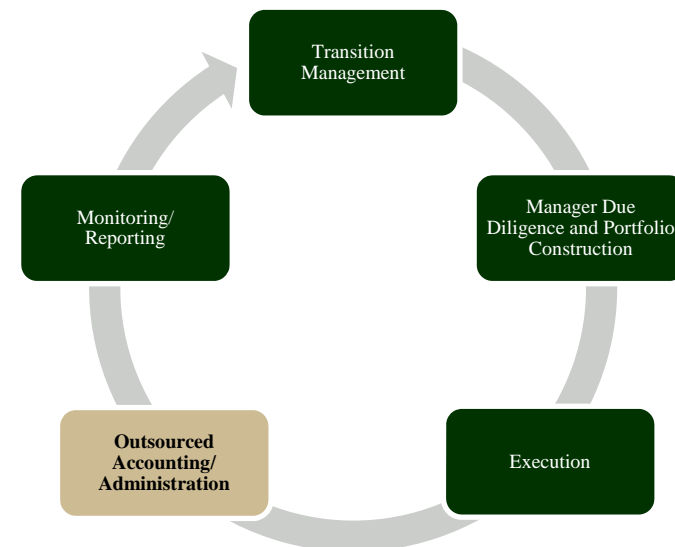 Transition
Management
Manager Due
Diligence and Portfolio
Construction
Execution
Outsourced
Accounting/
Administration
Monitoring/
Reporting